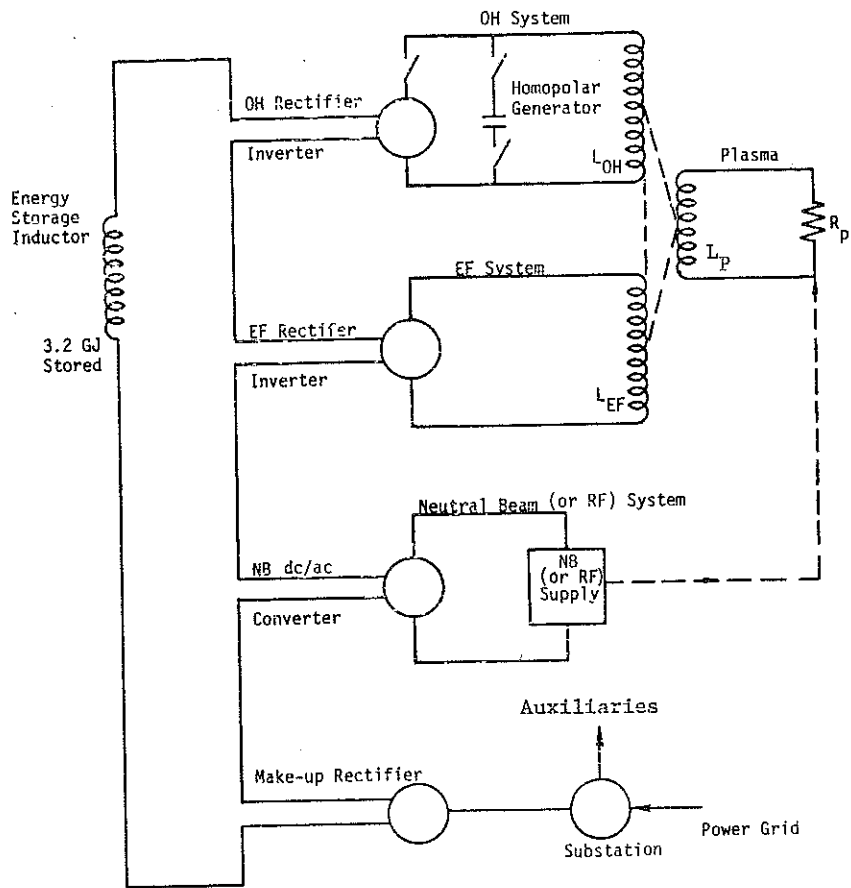 OH System
OH Rectifier
Homopolar
Generator
Inverter
L_OH
Plasma
Energy
Storage
Inductor
R_p
L_P
EF System
EF Rectifier
3.2 GJ
Stored
Inverter
L_EF
Neutral Beam (or RF) System
NB dc/ac
NB
(or RF)
Supply
Converter
Auxiliaries
Make-up Rectifier
Power Grid
Substation